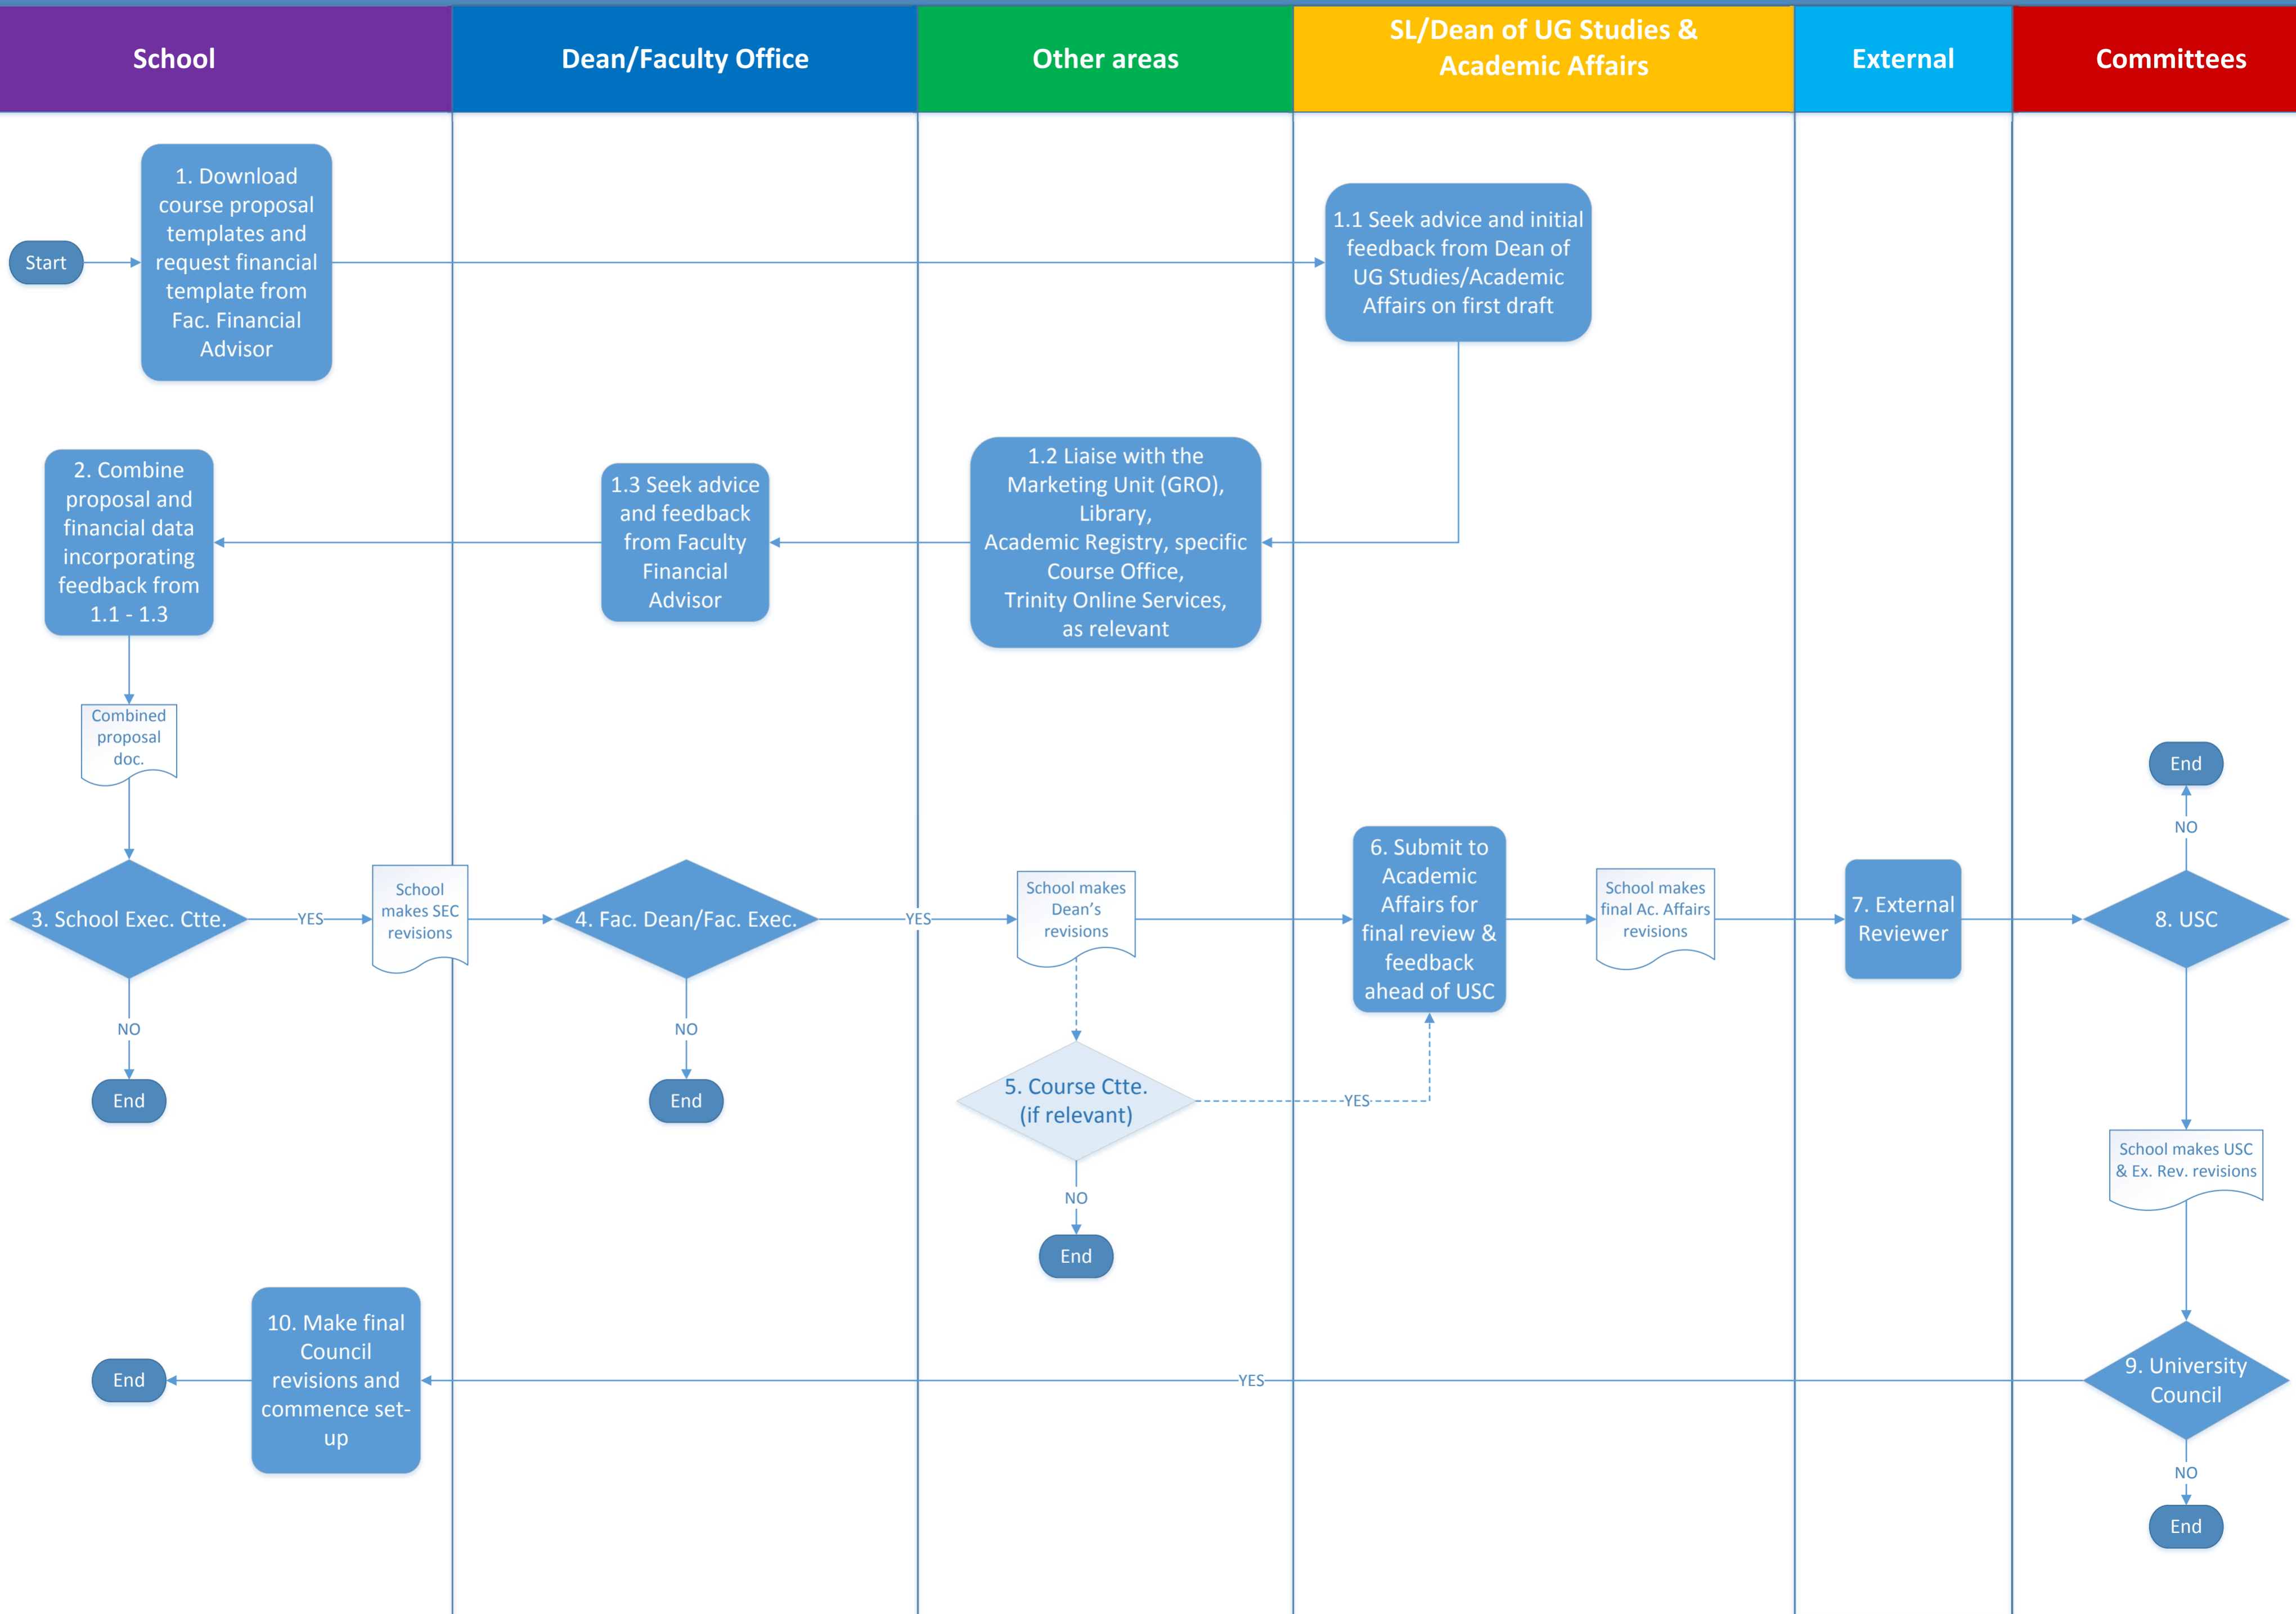 School
Dean/Faculty Office
Other areas
SL/Dean of UG Studies &
Academic Affairs
External
Committees
Start
1. Download
course proposal
templates and
request financial
template from
Fac. Financial
Advisor
1.1 Seek advice and initial
feedback from Dean of
UG Studies/Academic
Affairs on first draft
2. Combine
proposal and
financial data
incorporating
feedback from
1.1 - 1.3
1.3 Seek advice
and feedback
from Faculty
Financial
Advisor
1.2 Liaise with the
Marketing Unit (GRO),
Library,
Academic Registry, specific
Course Office,
Trinity Online Services,
as relevant
Combined
proposal
doc.
End
NO
3. School Exec. Ctte.
YES
School
makes SEC
revisions
4. Fac. Dean/Fac. Exec.
YES
School makes
Dean’s
revisions
6. Submit to
Academic
Affairs for
final review &
feedback
ahead of USC
School makes
final Ac. Affairs
revisions
7. External
Reviewer
8. USC
NO
End
NO
End
5. Course Ctte.
(if relevant)
YES
NO
End
School makes USC
& Ex. Rev. revisions
End
10. Make final
Council
revisions and
commence set-
up
YES
9. University
Council
NO
End